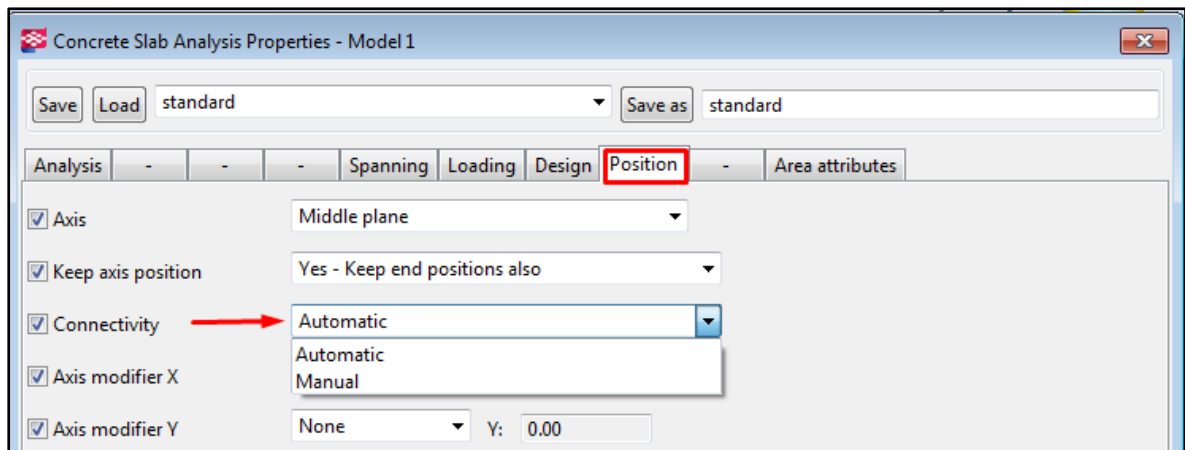 Concrete Slab Analysis Properties - Model 1
Save Load standard Save as standard
Analysis - - - Spanning Loading Design Position - Area attributes
Axis Middle plane
Keep axis position Yes - Keep end positions also
Connectivity Automatic
Automatic
Axis modifier X Manual
Axis modifier Y None Y: 0.00